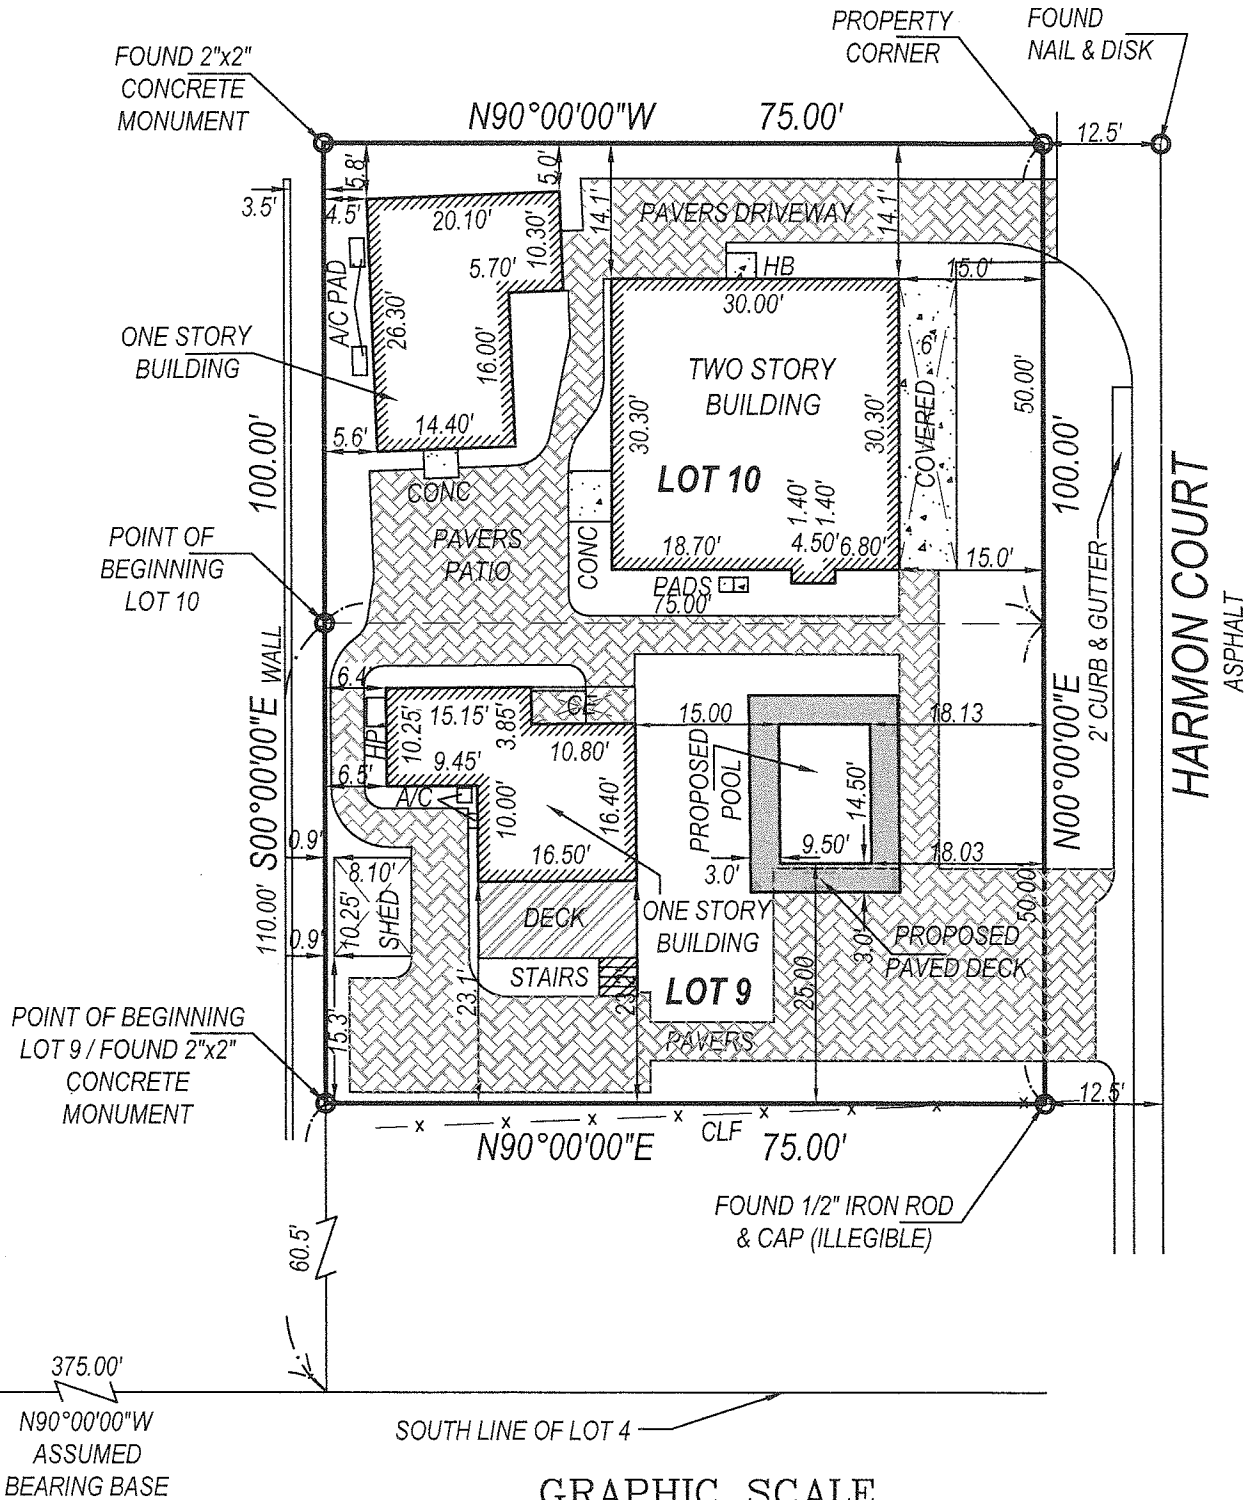 PROPERTY
CORNER
FOUND
NAIL & DISK
FOUND 2"x2"
CONCRETE
MONUMENT
N90°00'00"W 75.00'
12.5'
5.8'
5.0'
14.1'
14.1'
3.5'
4.5'
20.10'
10.30'
PAVERS DRIVEWAY
A/C PAD
26.30'
5.70'
HB
15.0'
30.00'
ONE STORY
BUILDING
16.00'
TWO STORY
BUILDING
6'
COVERED
50.00'
14.40'
5.6'
30.30'
30.30'
100.00'
100.00'
LOT 10
CONC
1.40'
1.40'
POINT OF
BEGINNING
LOT 10
PAVERS
PATIO
CONC
18.70'
4.50'
6.80'
15.0'
PADS
75.00'
2' CURB & GUTTER
HARMON COURT
ASPHALT
WALL
S00°00'00"E
N00°00'00"E
6.4'
15.15'
3.85'
CE
10.25'
HP
9.45'
10.80'
15.00
18.13
PROPOSED
POOL
14.50'
6.5'
A/C
10.00'
16.40'
16.50'
9.50'
3.0'
18.03
0.9'
8.10'
10.25'
SHED
110.00'
0.9'
DECK
ONE STORY
BUILDING
50.00'
PROPOSED
PAVED DECK
3.0'
25.00
STAIRS
LOT 9
23.1'
15.3'
PAVERS
POINT OF BEGINNING
LOT 9 / FOUND 2"x2"
CONCRETE
MONUMENT
12.5'
CLF
N90°00'00"E 75.00'
FOUND 1/2" IRON ROD
& CAP (ILLEGIBLE)
60.5'
375.00'
N90°00'00"W
ASSUMED
BEARING BASE
SOUTH LINE OF LOT 4
GRAPHIC SCALE